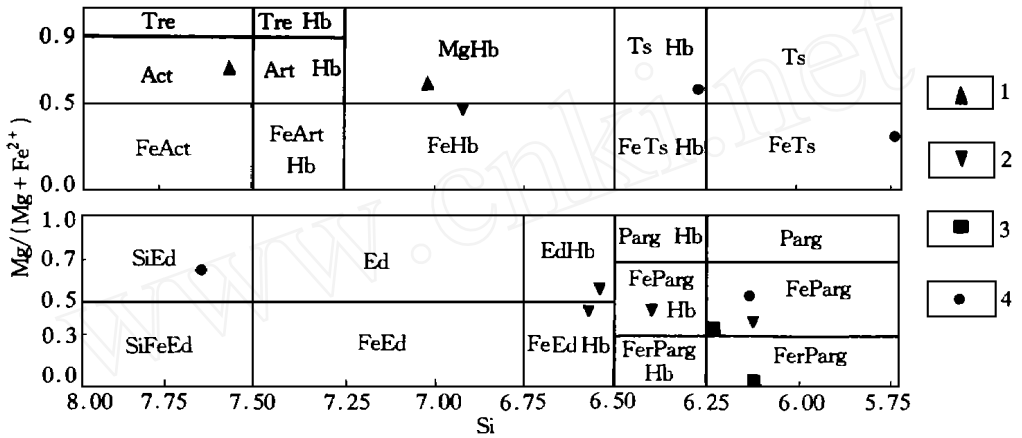 Mg/(Mg+Fe²⁺)
0.9
0.5
0.0
Tre
Tre Hb
MgHb
Ts Hb
Ts
Act
Art Hb
FeAct
FeArt
Hb
FeHb
FeTs Hb
FeTs
1.0
0.7
0.5
0.3
0.0
SiEd
Ed
EdHb
Parg Hb
Parg
FeParg
Hb
FeParg
SiFeEd
FeEd
FeEd Hb
FerParg
Hb
FerParg
8.00 7.75 7.50 7.25 7.00 6.75 6.50 6.25 6.00 5.75
Si
1
2
3
4
www.cnki.net